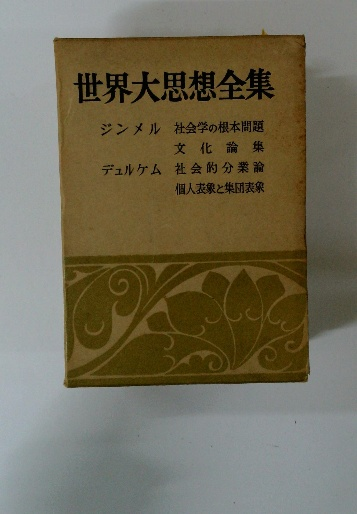 世界大思想全集
ジンメル 社会学の根本問題
文化論集
デュルケム 社会的分業論
個人表象と集団表象